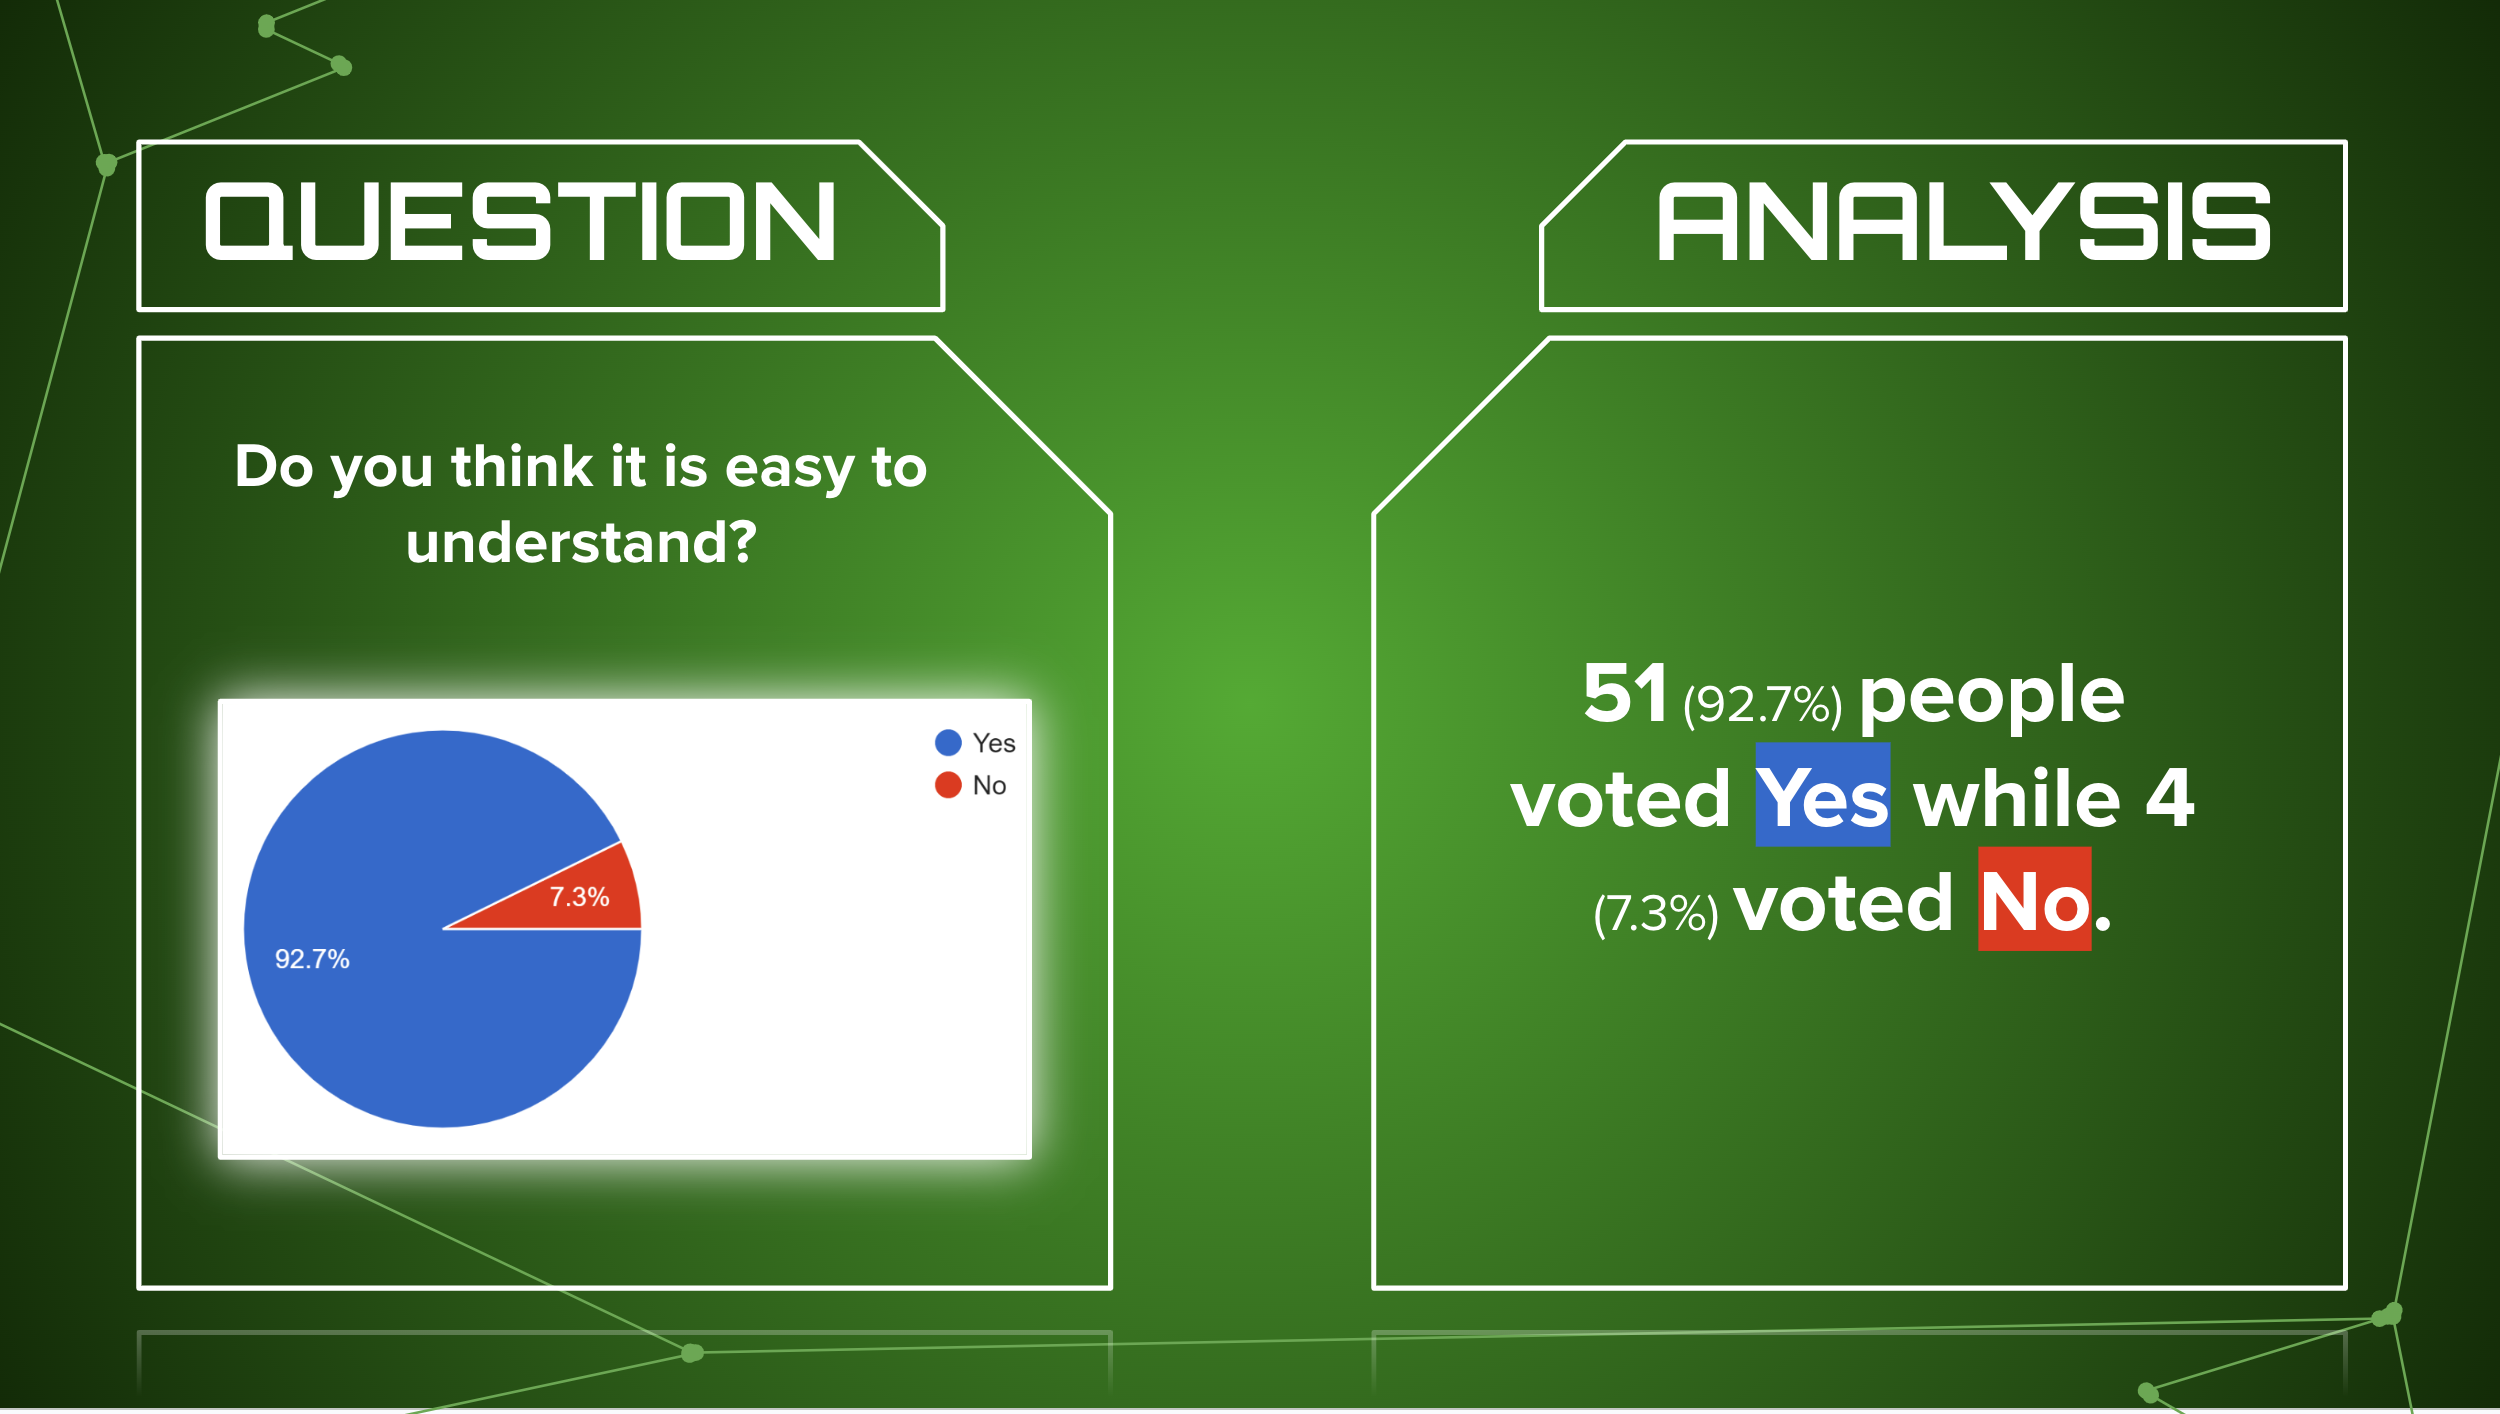 QUESTION
Do you think it is easy to
understand?
Yes
No
7.3%
92.7%
ANALYSIS
51 (92.7%) people
voted Yes while 4
(7.3%) voted No.